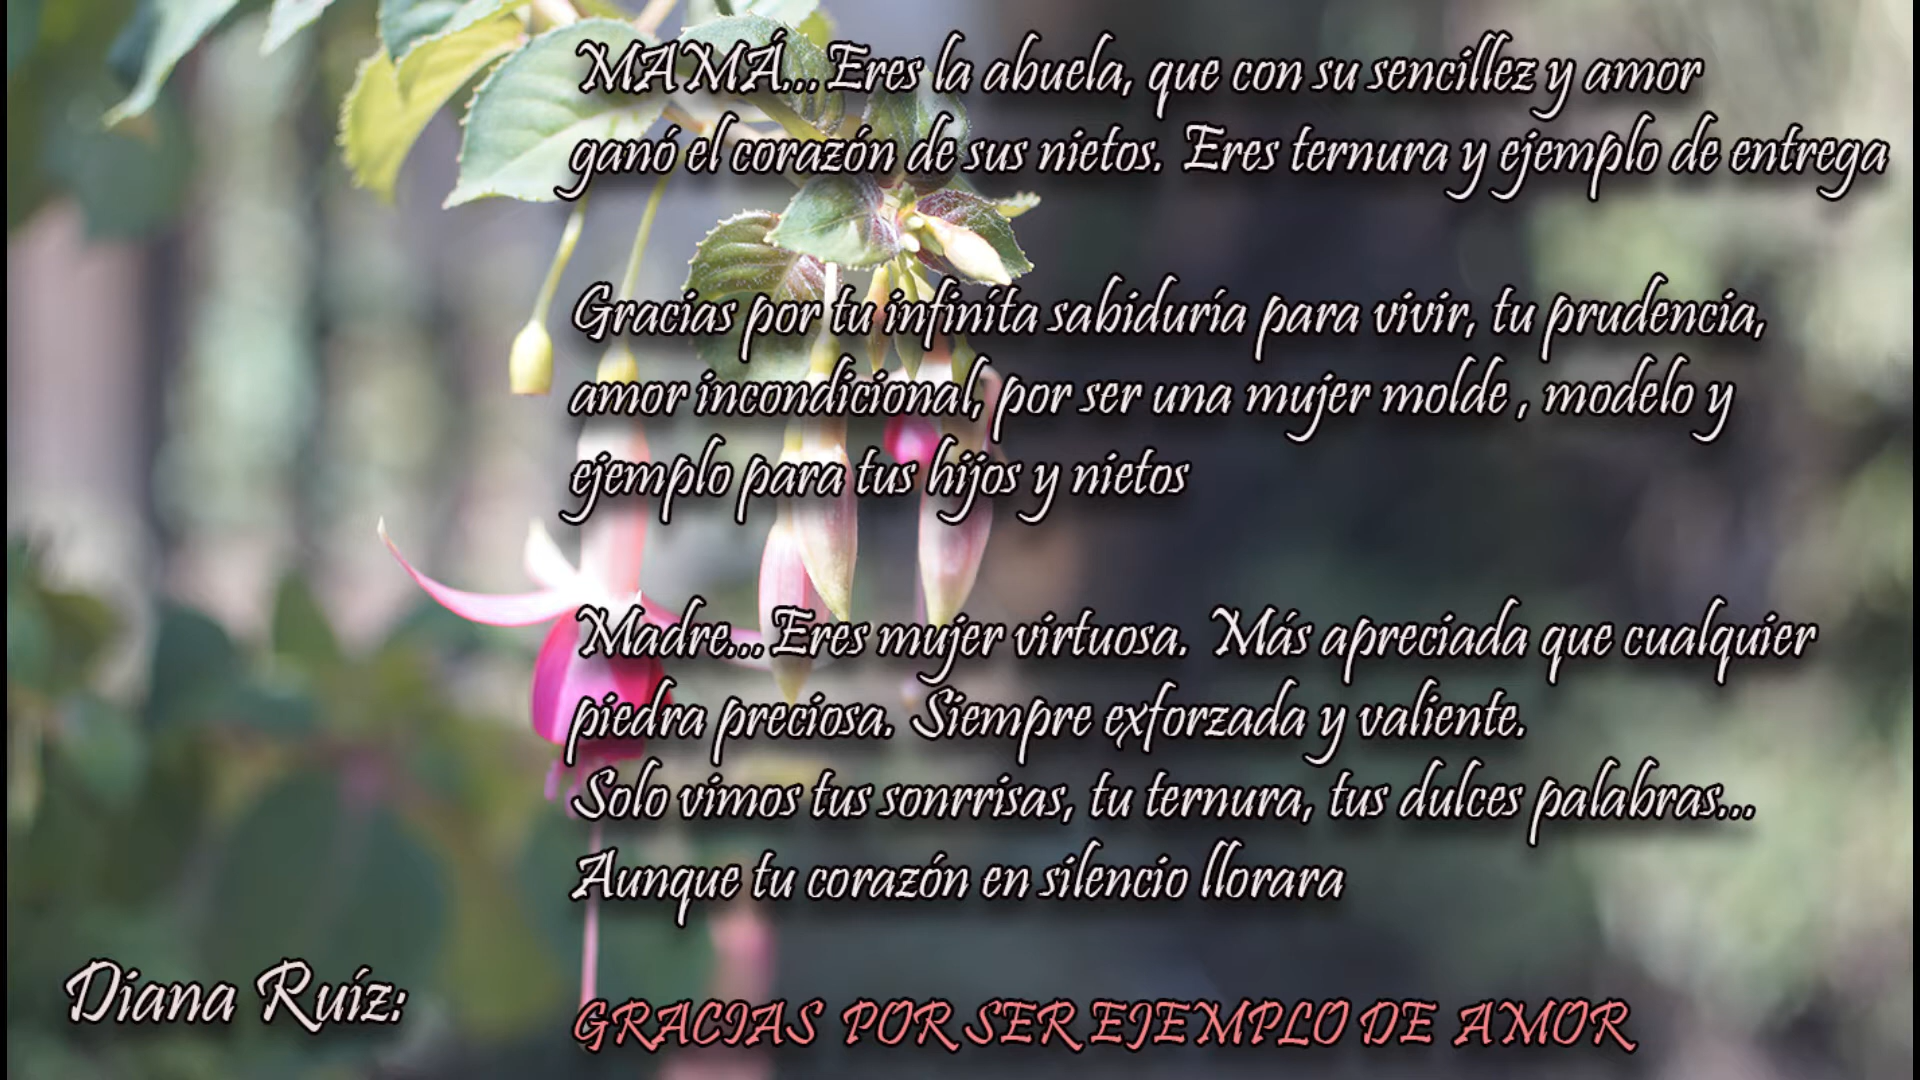 MAMÁ...Eres la abuela, que con su sencillez y amor
ganó el corazón de sus nietos. Eres ternura y ejemplo de entrega
Gracias por tu infinita sabiduría para vivir, tu prudencia,
amor incondicional, por ser una mujer molde , modelo y
ejemplo para tus hijos y nietos
Madre...Eres mujer virtuosa. Más apreciada que cualquier
piedra preciosa. Siempre exforzada y valiente.
Solo vimos tus sonrrisas, tu ternura, tus dulces palabras...
Aunque tu corazón en silencio llorara
Diana Ruíz:
GRACIAS POR SER EJEMPLO DE AMOR